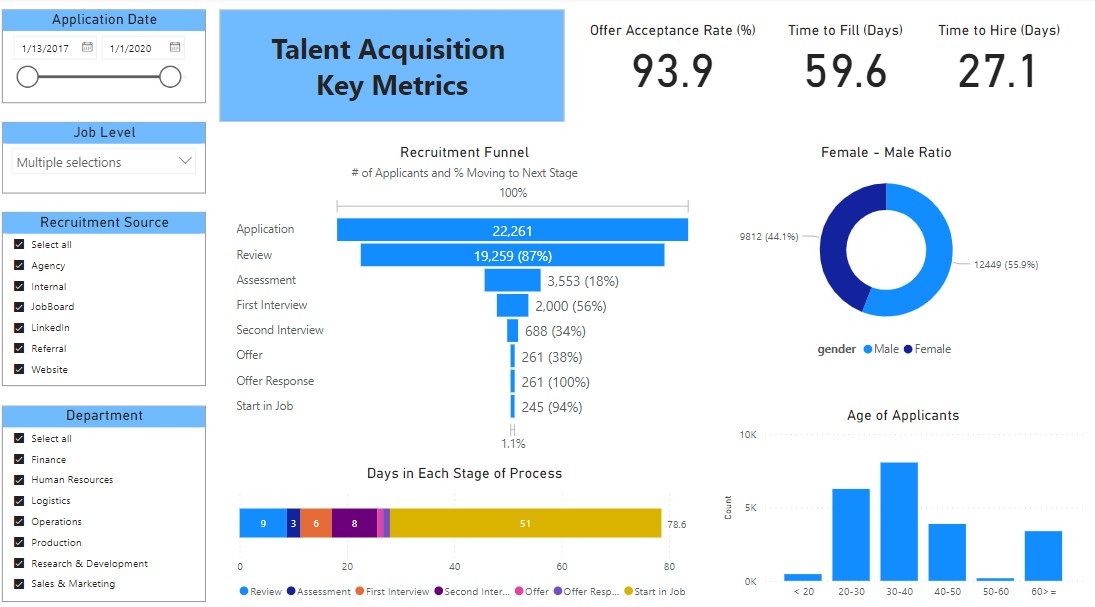 Application Date
1/13/2017
1/1/2020
Job Level
Multiple selections
Recruitment Source
Select all
Agency
Internal
JobBoard
LinkedIn
Referral
Website
Department
Select all
Finance
Human Resources
Logistics
Operations
Production
Research & Development
Sales & Marketing
Talent Acquisition
Key Metrics
Offer Acceptance Rate (%)
93.9
Time to Fill (Days)
59.6
Time to Hire (Days)
27.1
Recruitment Funnel
# of Applicants and % Moving to Next Stage
100%
Application
22,261
Review
19,259 (87%)
Assessment
3,553 (18%)
First Interview
2,000 (56%)
Second Interview
688 (34%)
Offer
261 (38%)
Offer Response
261 (100%)
Start in Job
245 (94%)
1.1%
Days in Each Stage of Process
9 3 6 8 51 78.6
0 20 40 60 80
Review Assessment First Interview Second Inter... Offer Offer Resp... Start in Job
Female - Male Ratio
9812 (44.1%)
12449 (55.9%)
gender Male Female
Age of Applicants
10K
5K
0K
Count
< 20 20-30 30-40 40-50 50-60 60>=